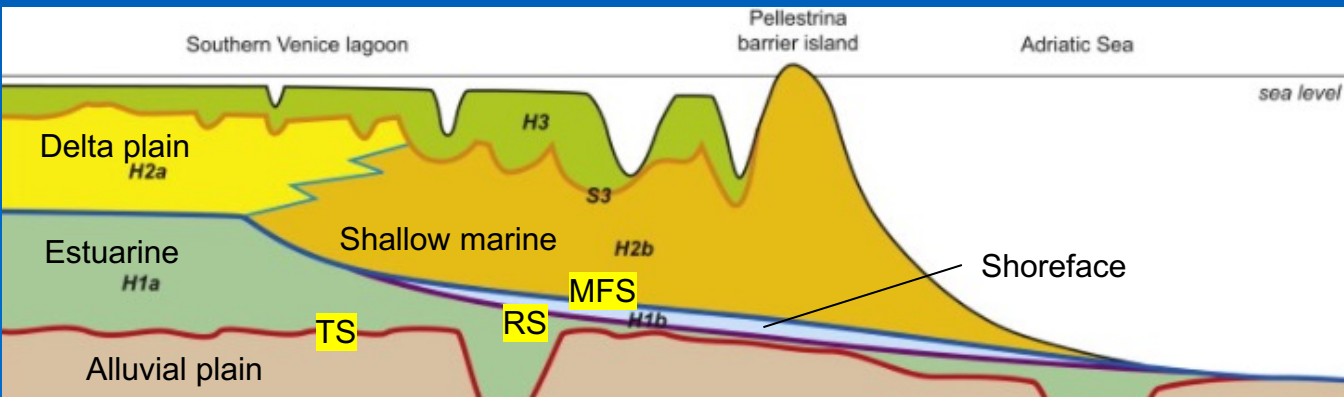 Southern Venice lagoon
Pellestrina
barrier island
Adriatic Sea
sea level
H3
Delta plain
H2a
S3
Shallow marine
H2b
Estuarine
H1a
Shoreface
MFS
RS
H1b
TS
Alluvial plain